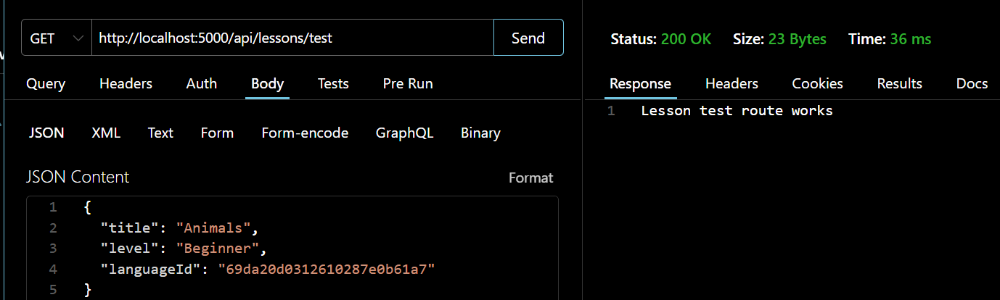 GET http://localhost:5000/api/lessons/test Send
Query Headers Auth Body Tests Pre Run
JSON XML Text Form Form-encode GraphQL Binary
JSON Content Format
1 {
2 "title": "Animals",
3 "level": "Beginner",
4 "languageId": "69da20d0312610287e0b61a7"
5 }
Status: 200 OK Size: 23 Bytes Time: 36 ms
Response Headers Cookies Results Docs
1 Lesson test route works